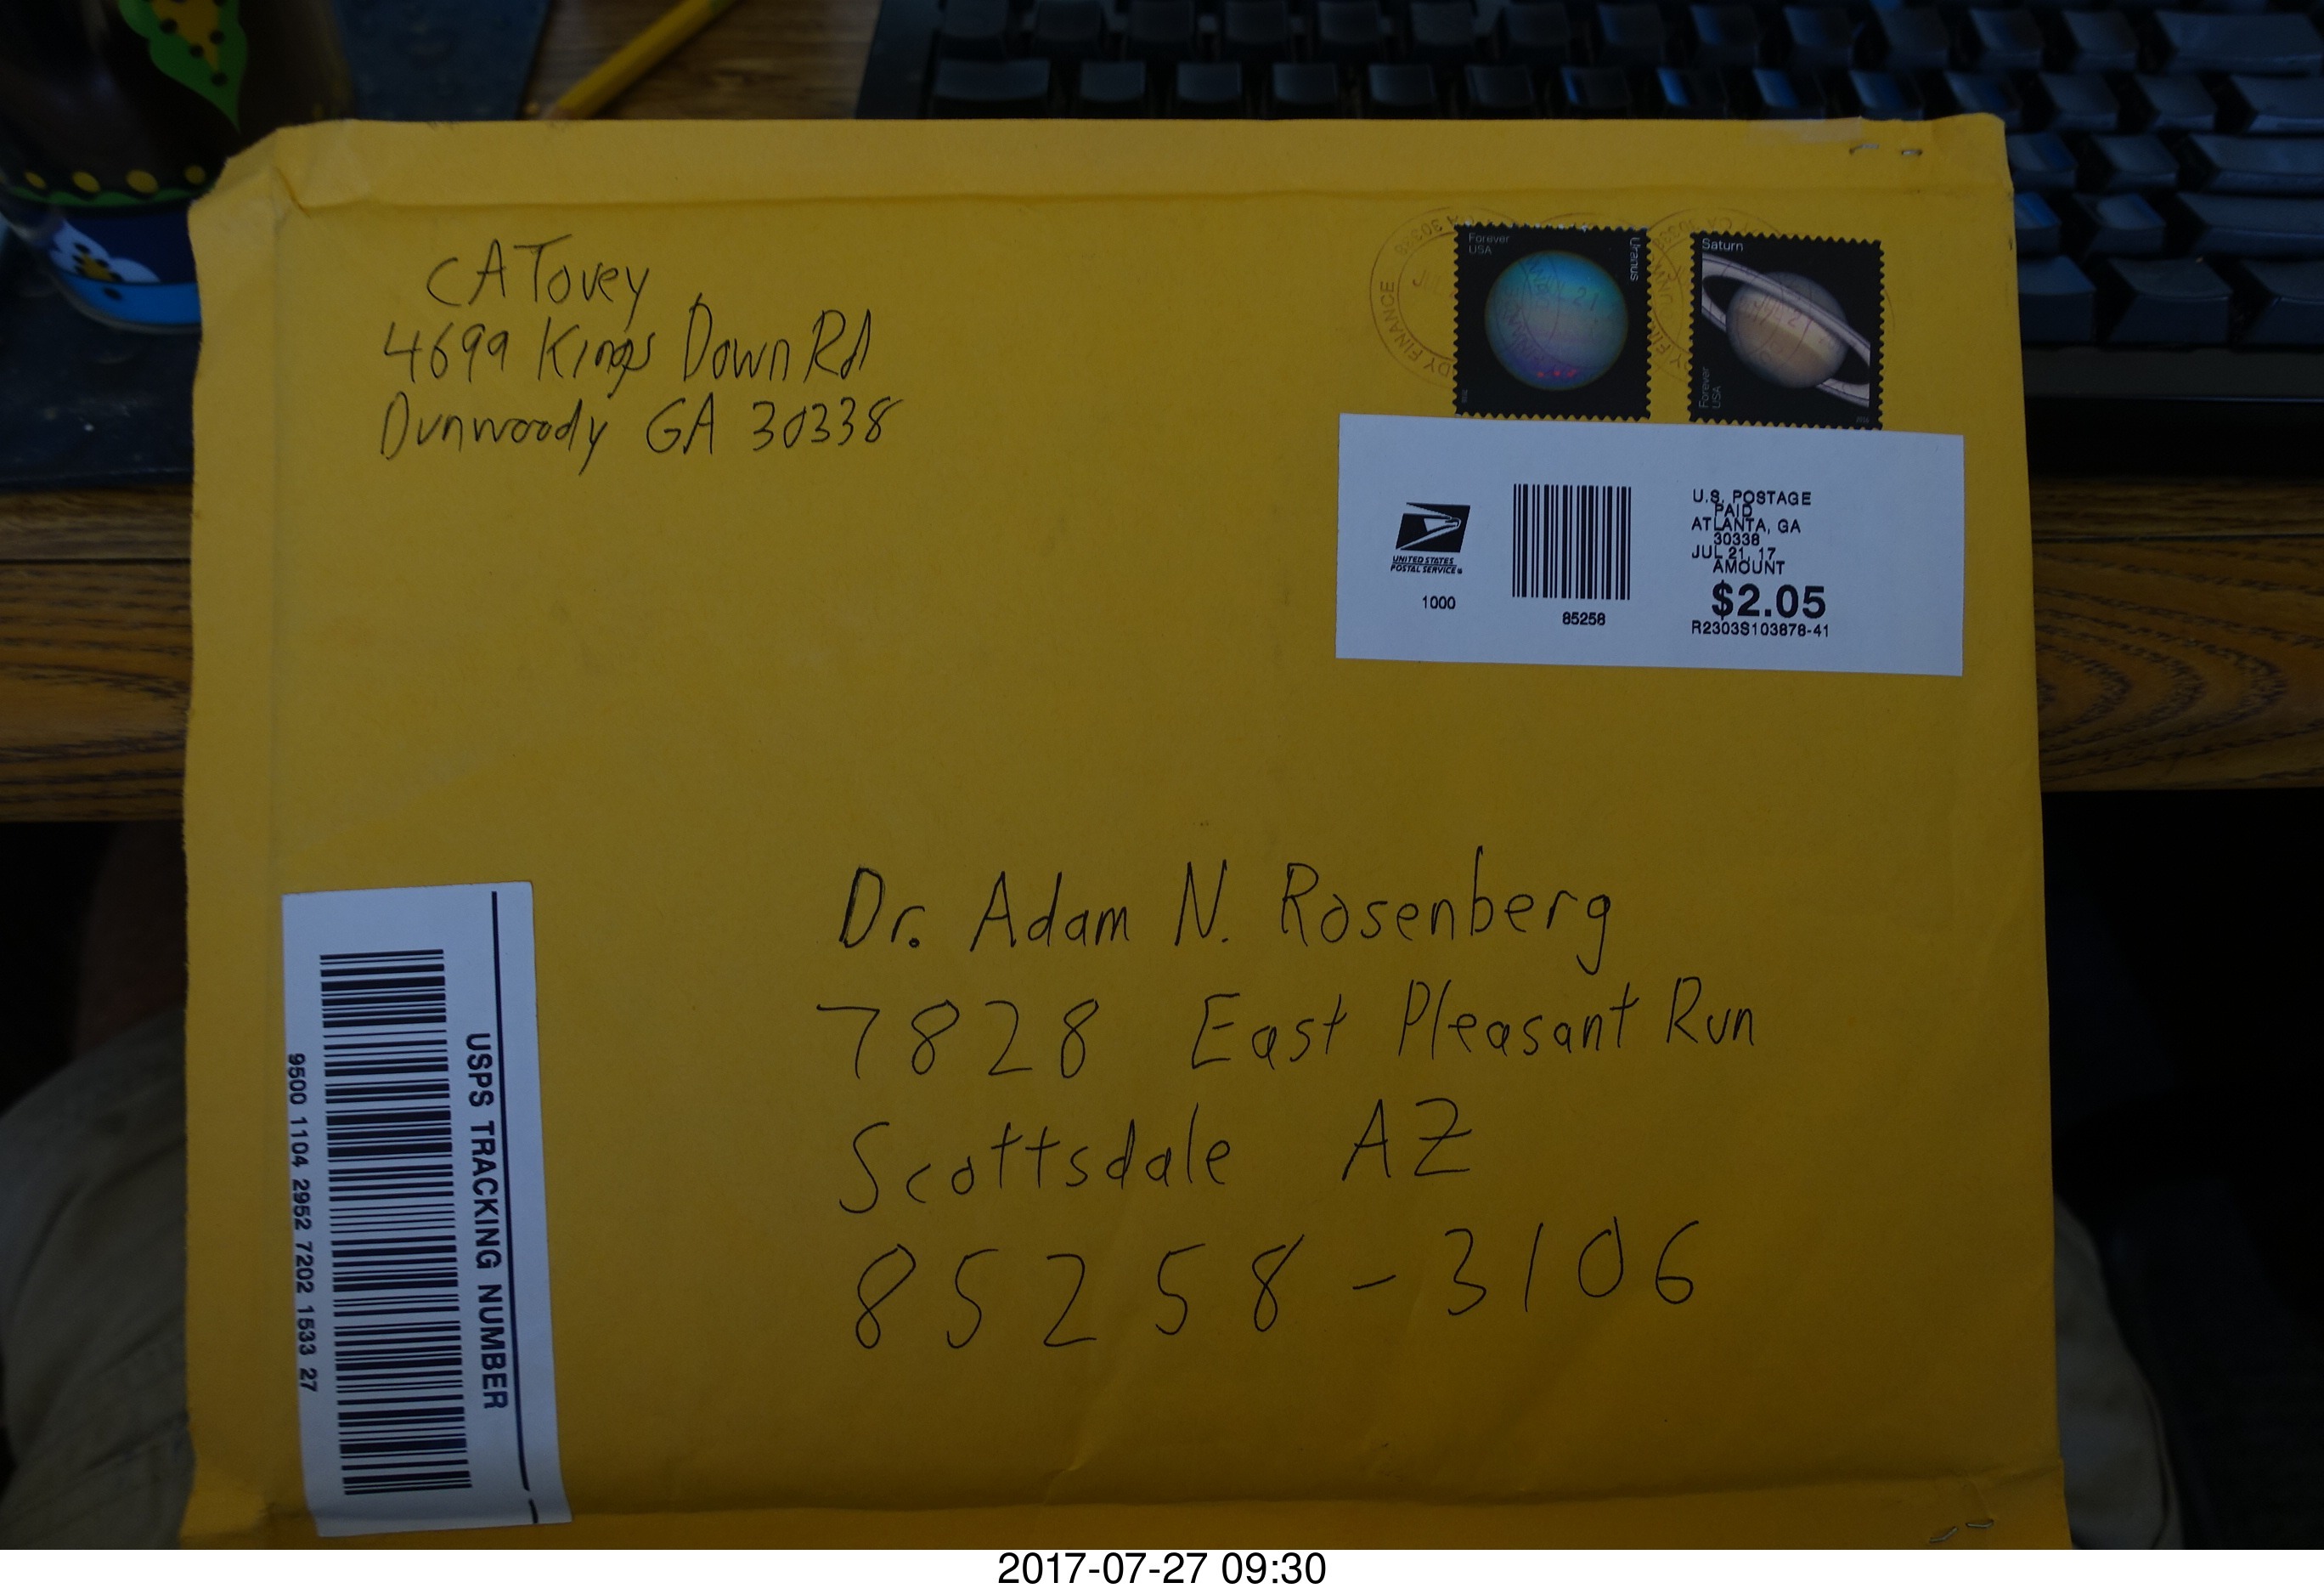 CA Tovey
4699 Kings Down Rd
Dunwoody GA 30338
Forever
USA
Uranus
Saturn
Forever
USA
UNITED STATES
POSTAL SERVICE
1000
85258
U.S. POSTAGE
PAID
ATLANTA, GA
30338
JUL 21, 17
AMOUNT
$2.05
R2303S103878-41
Dr. Adam N. Rosenberg
7828 East Pleasant Run
Scottsdale AZ
85258-3106
USPS TRACKING NUMBER
9500 1104 2952 7202 1533 27
2017-07-27 09:30